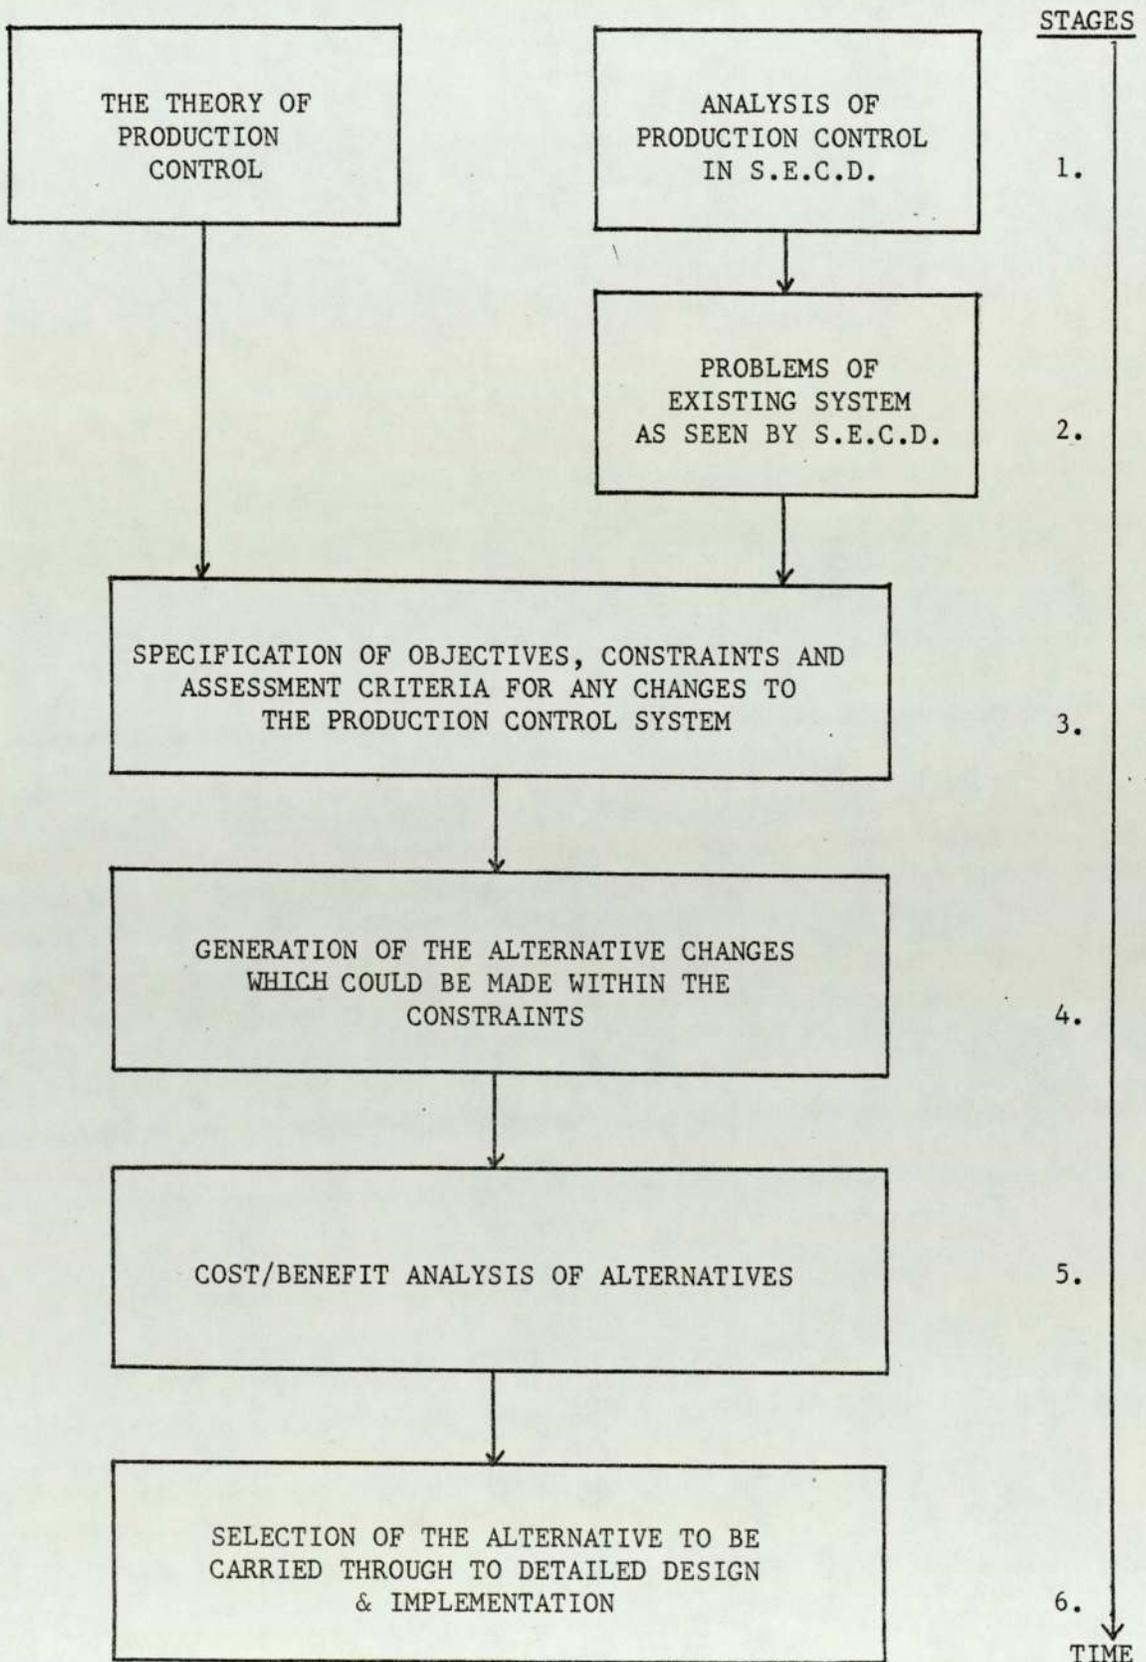 STAGES
THE THEORY OF
PRODUCTION
CONTROL
ANALYSIS OF
PRODUCTION CONTROL
IN S.E.C.D.
1.
PROBLEMS OF
EXISTING SYSTEM
AS SEEN BY S.E.C.D.
2.
SPECIFICATION OF OBJECTIVES, CONSTRAINTS AND
ASSESSMENT CRITERIA FOR ANY CHANGES TO
THE PRODUCTION CONTROL SYSTEM
3.
GENERATION OF THE ALTERNATIVE CHANGES
WHICH COULD BE MADE WITHIN THE
CONSTRAINTS
4.
COST/BENEFIT ANALYSIS OF ALTERNATIVES
5.
SELECTION OF THE ALTERNATIVE TO BE
CARRIED THROUGH TO DETAILED DESIGN
& IMPLEMENTATION
6.
TIME